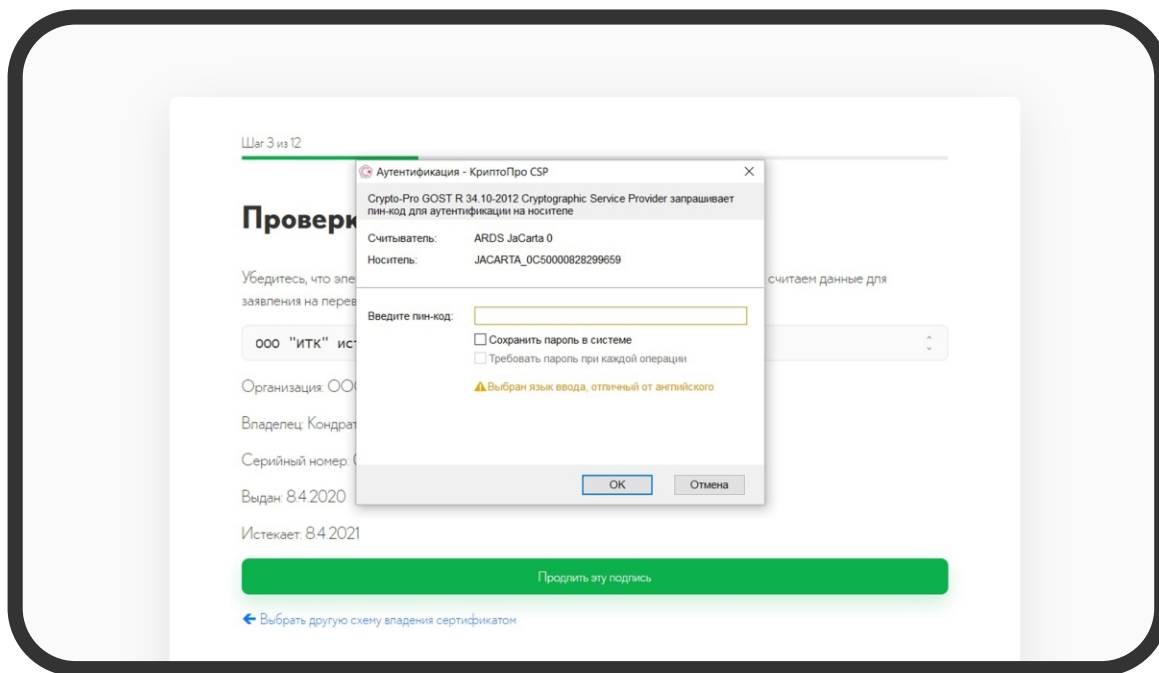 Шаг 3 из 12
Аутентификация - КриптоПро CSP
Crypto-Pro GOST R 34.10-2012 Cryptographic Service Provider запрашивает
пин-код для аутентификации на носителе
Считыватель: ARDS JaCarta 0
Носитель: JACARTA_0C50000828299659
Введите пин-код:
Сохранить пароль в системе
Требовать пароль при каждой операции
Выбран язык ввода, отличный от английского
OK Отмена
Проверк
Убедитесь, что эле считаем данные для
заявления на перев
ООО "ИТК" ис
Организация: ОО
Владелец: Кондрат
Серийный номер:
Выдан: 8.4.2020
Истекает: 8.4.2021
Продлить эту подпись
Выбрать другую схему владения сертификатом